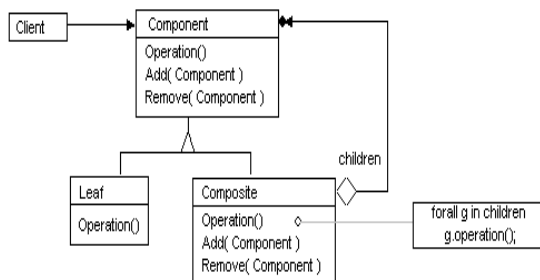 Client
Component
Operation()
Add( Component )
Remove( Component )
children
Leaf
Operation()
Composite
Operation()
Add( Component )
Remove( Component )
forall g in children
g.operation();